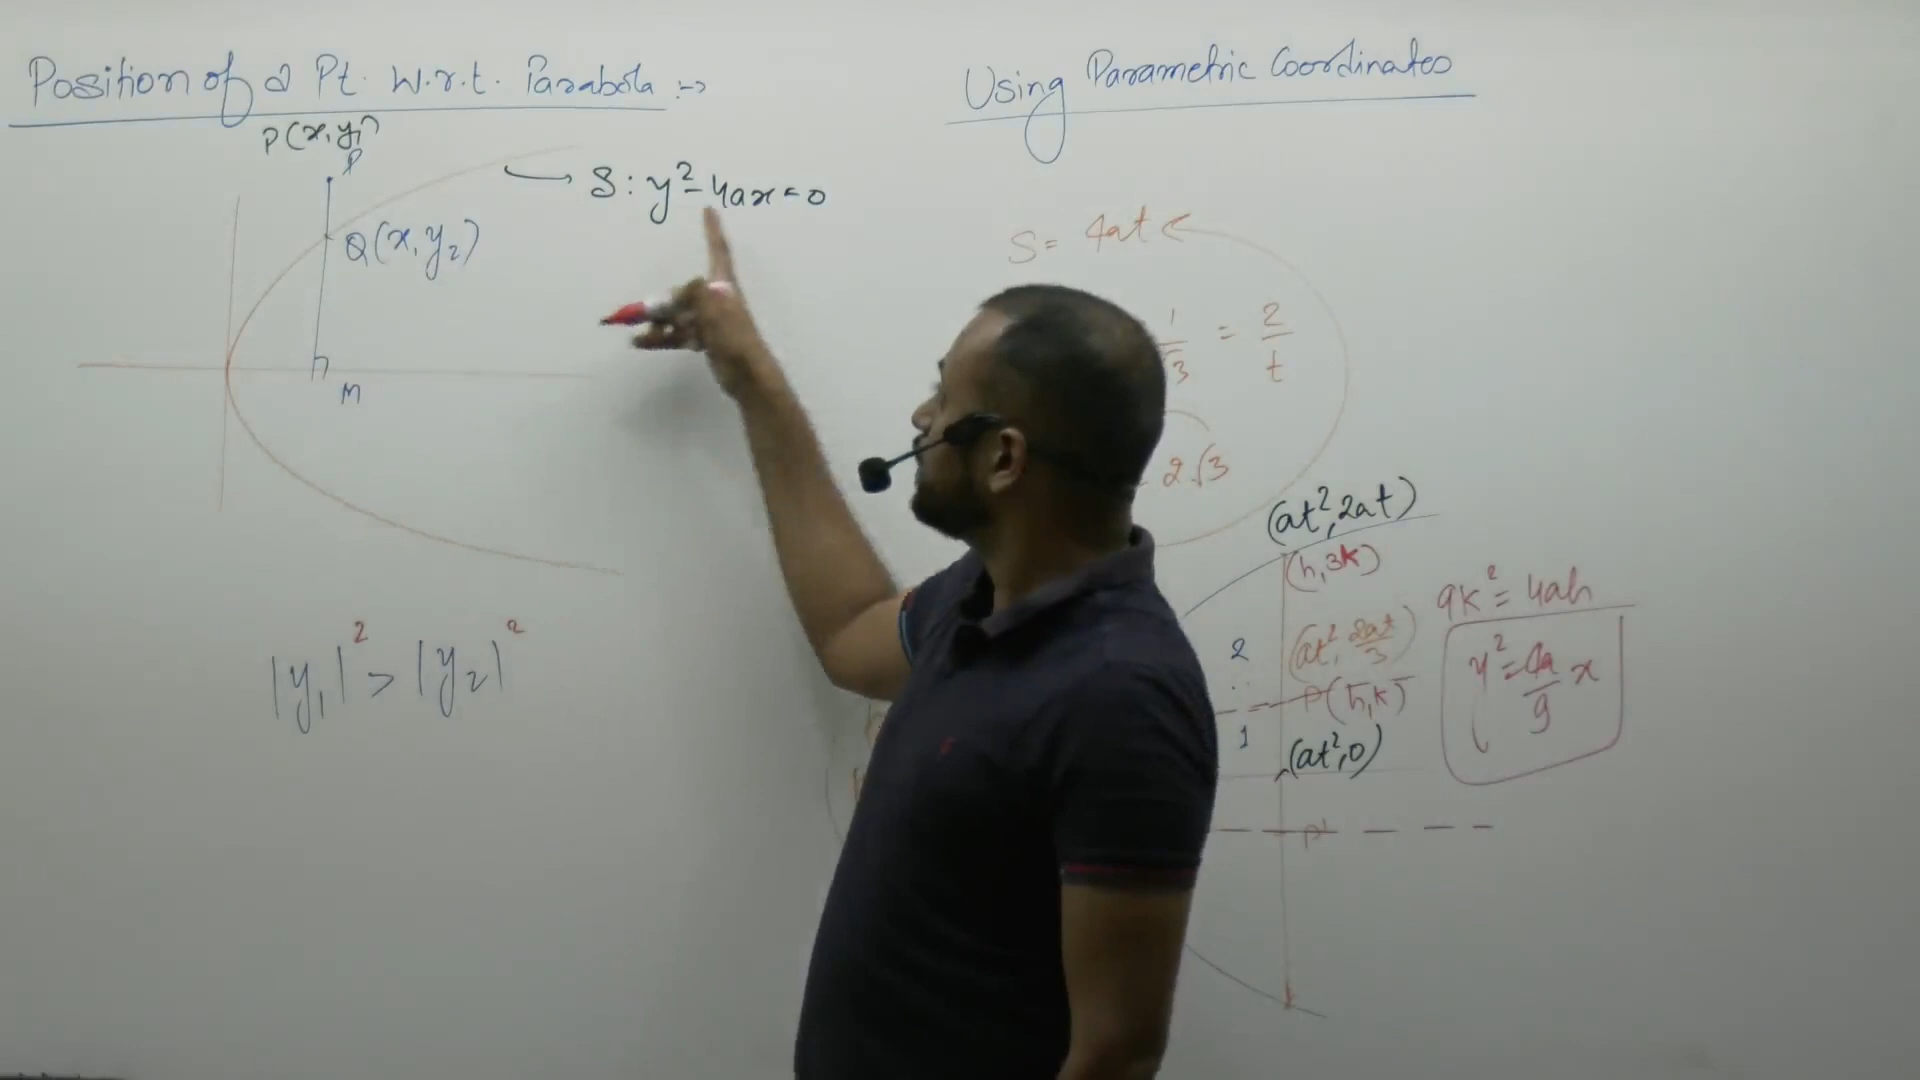 Position of a Pt. w.r.t. Parabola :->
P(x, y₁)
P
S : y² - 4ax = 0
Q(x, y₂)
M
|y₁|² > |y₂|²
Using Parametric Coordinates
S = 4at
1/√3 = 2/t
2√3
(at², 2at)
(h, 3k)
9k² = 4ah
2
(at², 2at/3)
y² = 4a/9 x
P(h, k)
1
(at², 0)
P'